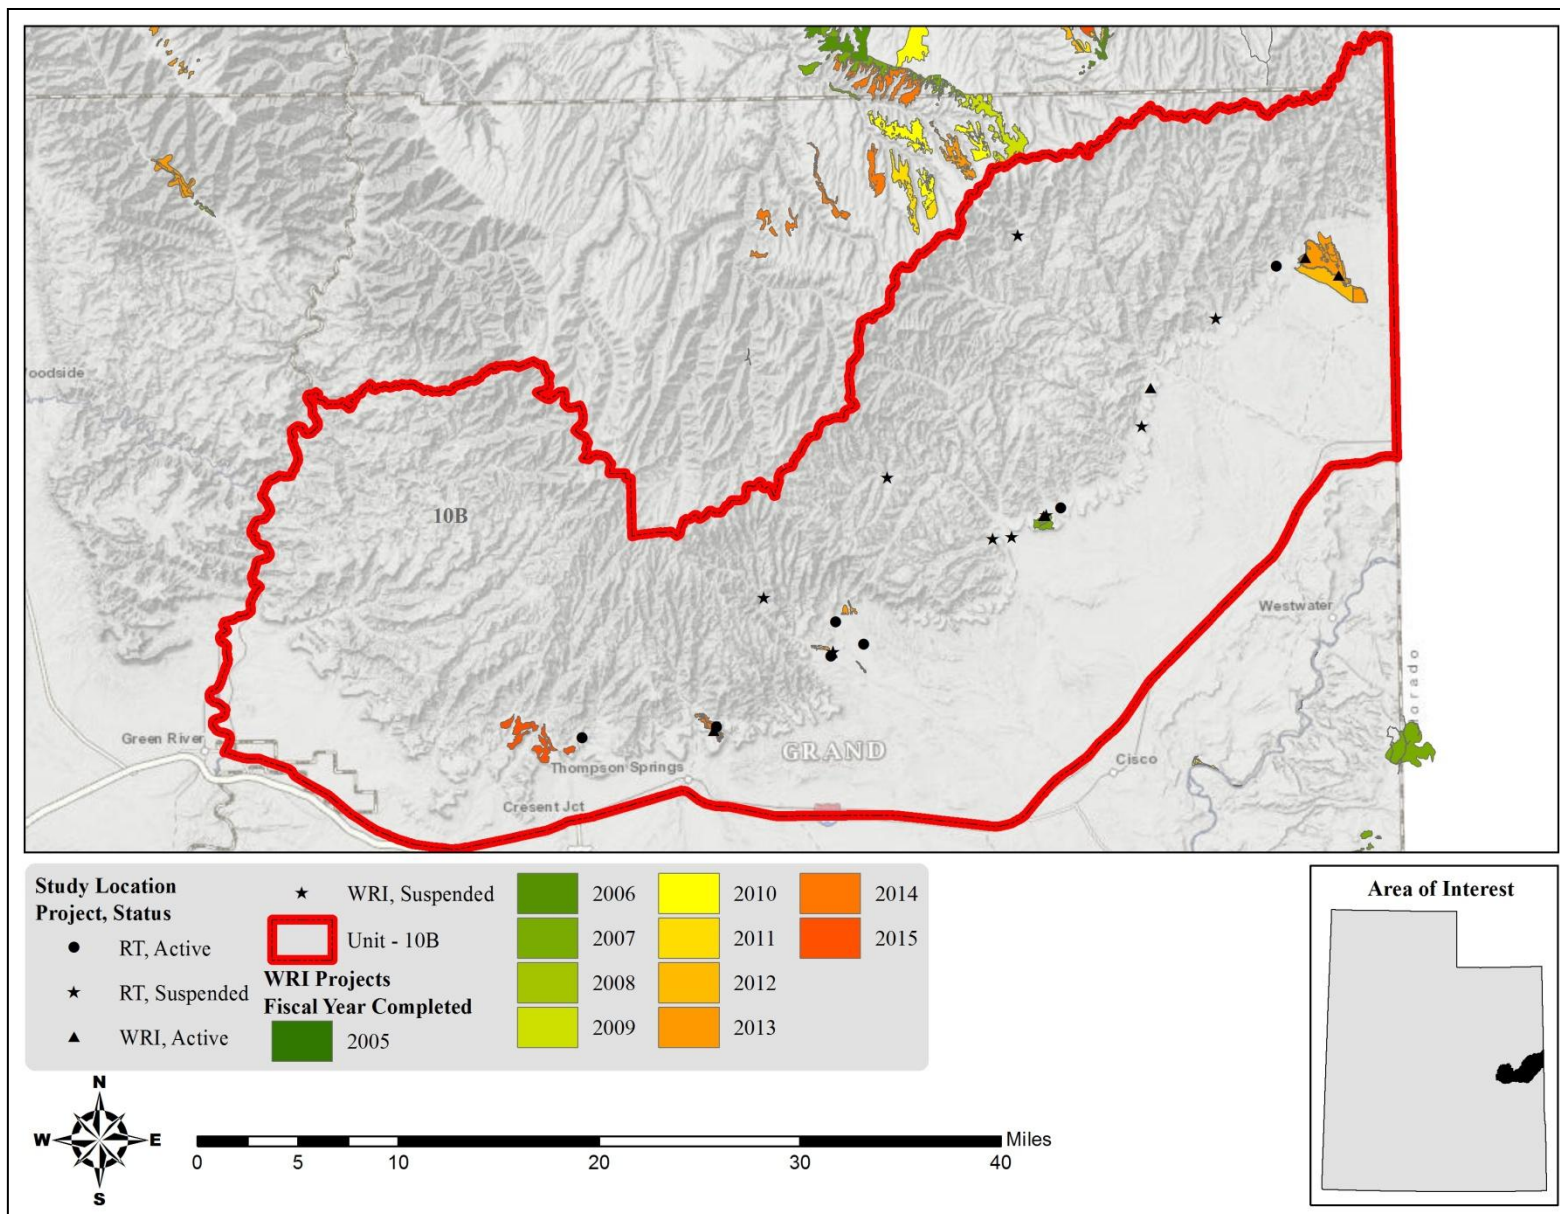 oodside
10B
Westwater
orado
Green River
GRAND
Thompson Springs
Cisco
Cresent Jct
Study Location
Project, Status
RT, Active
RT, Suspended
WRI, Active
WRI, Suspended
Unit - 10B
WRI Projects
Fiscal Year Completed
2005
2006
2007
2008
2009
2010
2011
2012
2013
2014
2015
Area of Interest
N
W
E
S
Miles
0
5
10
20
30
40